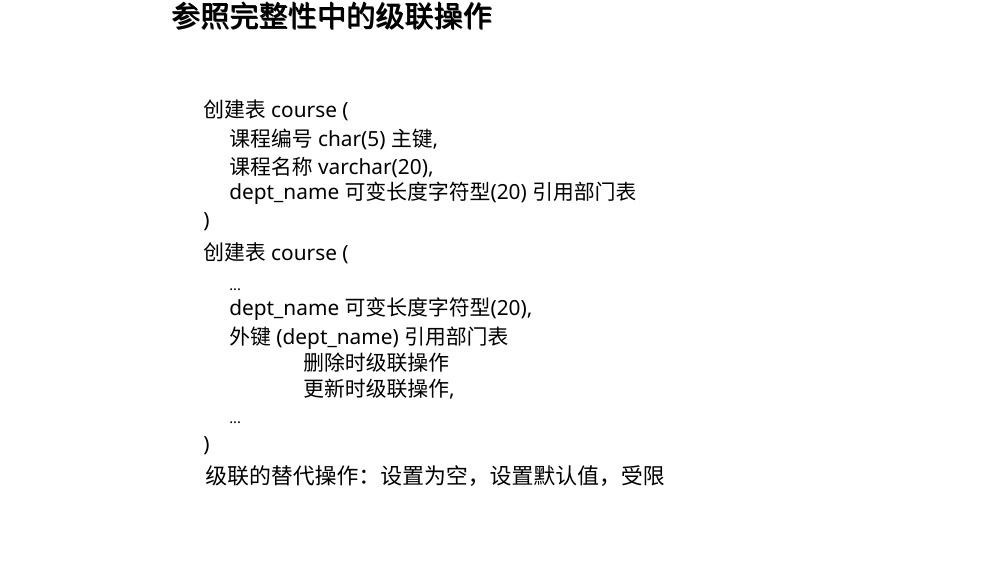 参照完整性中的级联操作
创建表 course (
课程编号 char(5) 主键,
课程名称 varchar(20),
dept_name 可变长度字符型(20) 引用部门表
)
创建表 course (
...
dept_name 可变长度字符型(20),
外键 (dept_name) 引用部门表
删除时级联操作
更新时级联操作,
...
)
级联的替代操作：设置为空，设置默认值，受限